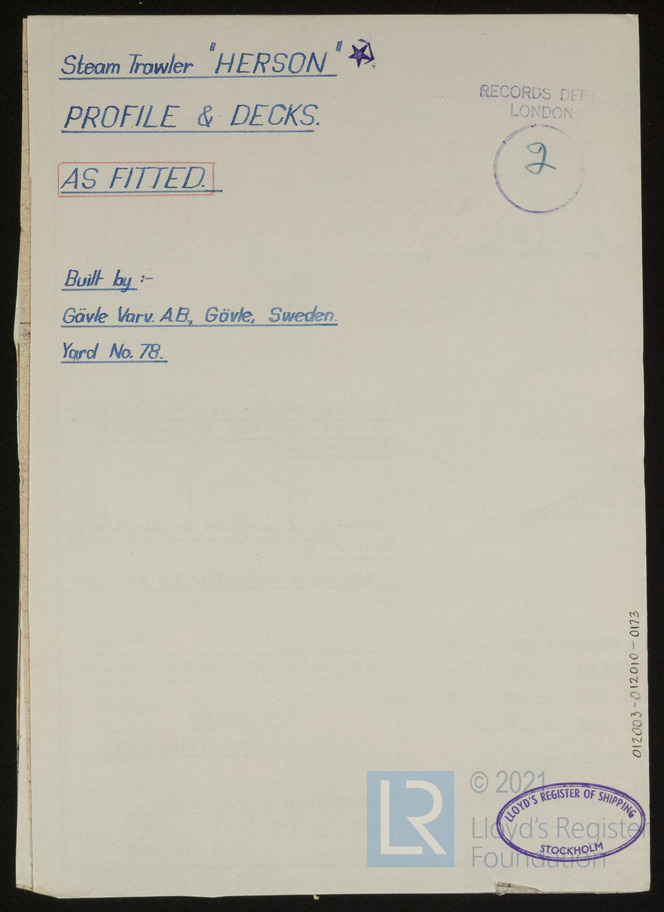 Steam Trawler "HERSON"
PROFILE & DECKS.
AS FITTED.
RECORDS DEPT.
LONDON
2
Built by :-
Gävle Varv. A.B., Gävle, Sweden.
Yard No. 78.
012003-012010-0173
LR
© 2021
Lloyd's Register
Foundation
LLOYD'S REGISTER OF SHIPPING
STOCKHOLM